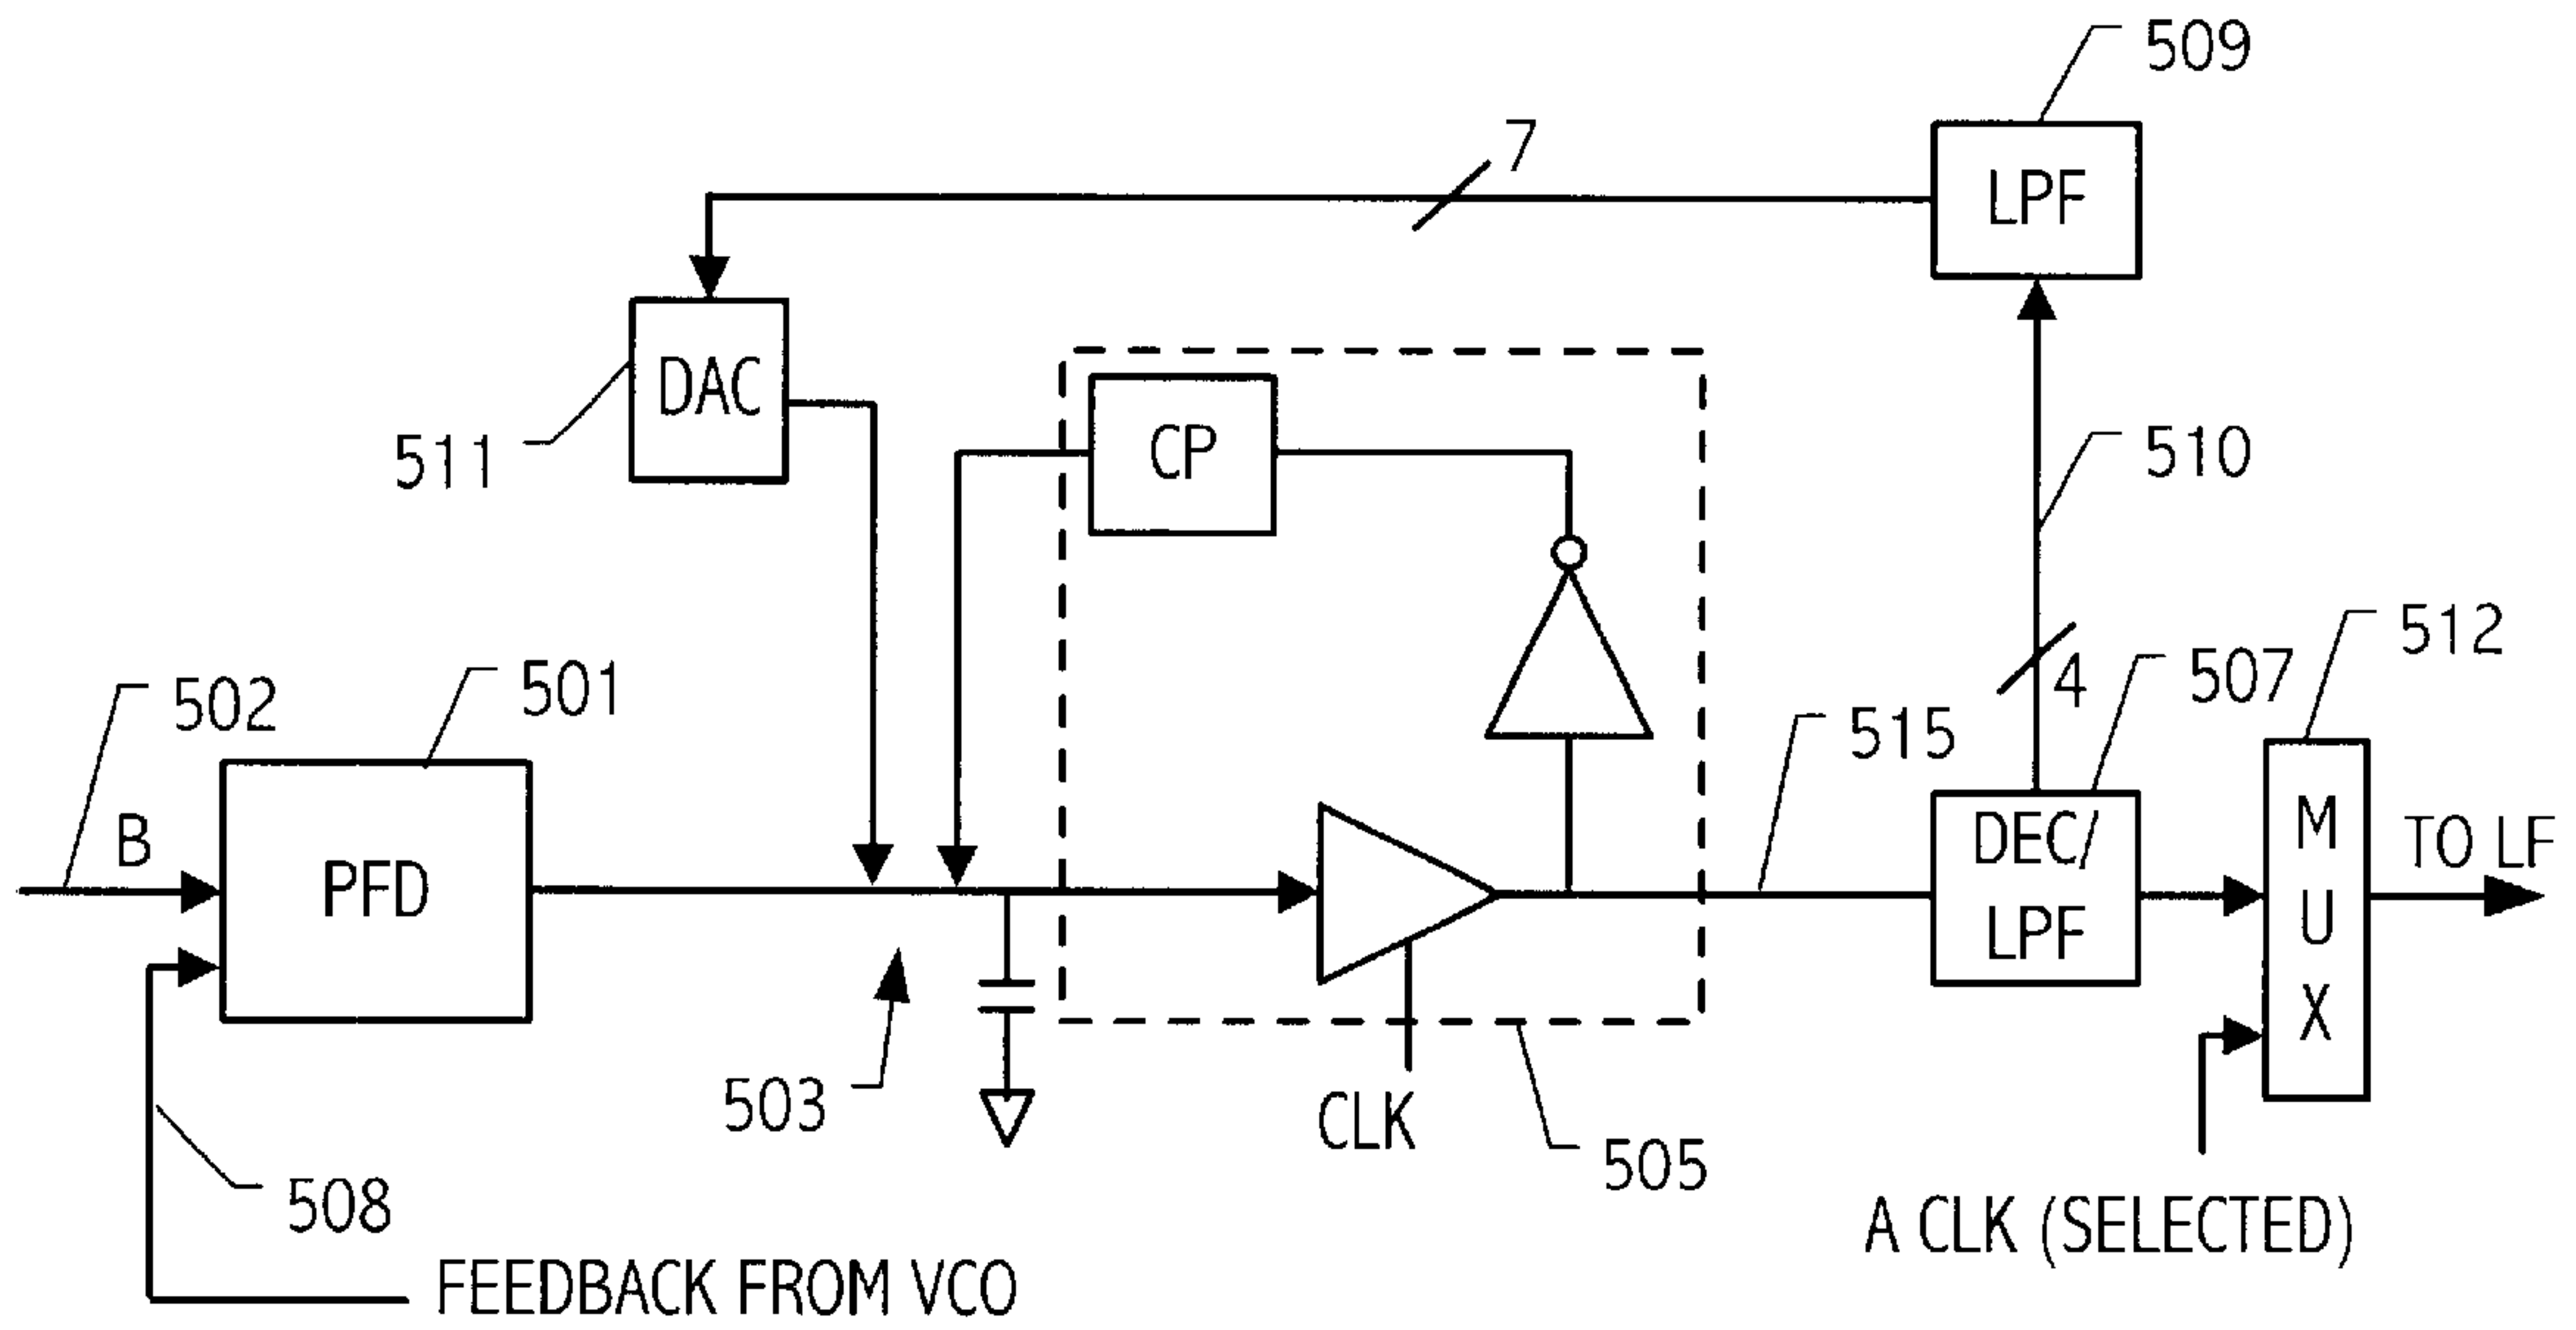 509
7
LPF
DAC
511
CP
510
512
502
501
4
507
515
B
PFD
DEC/
LPF
M
U
X
TO LF
503
CLK
505
508
A CLK (SELECTED)
FEEDBACK FROM VCO